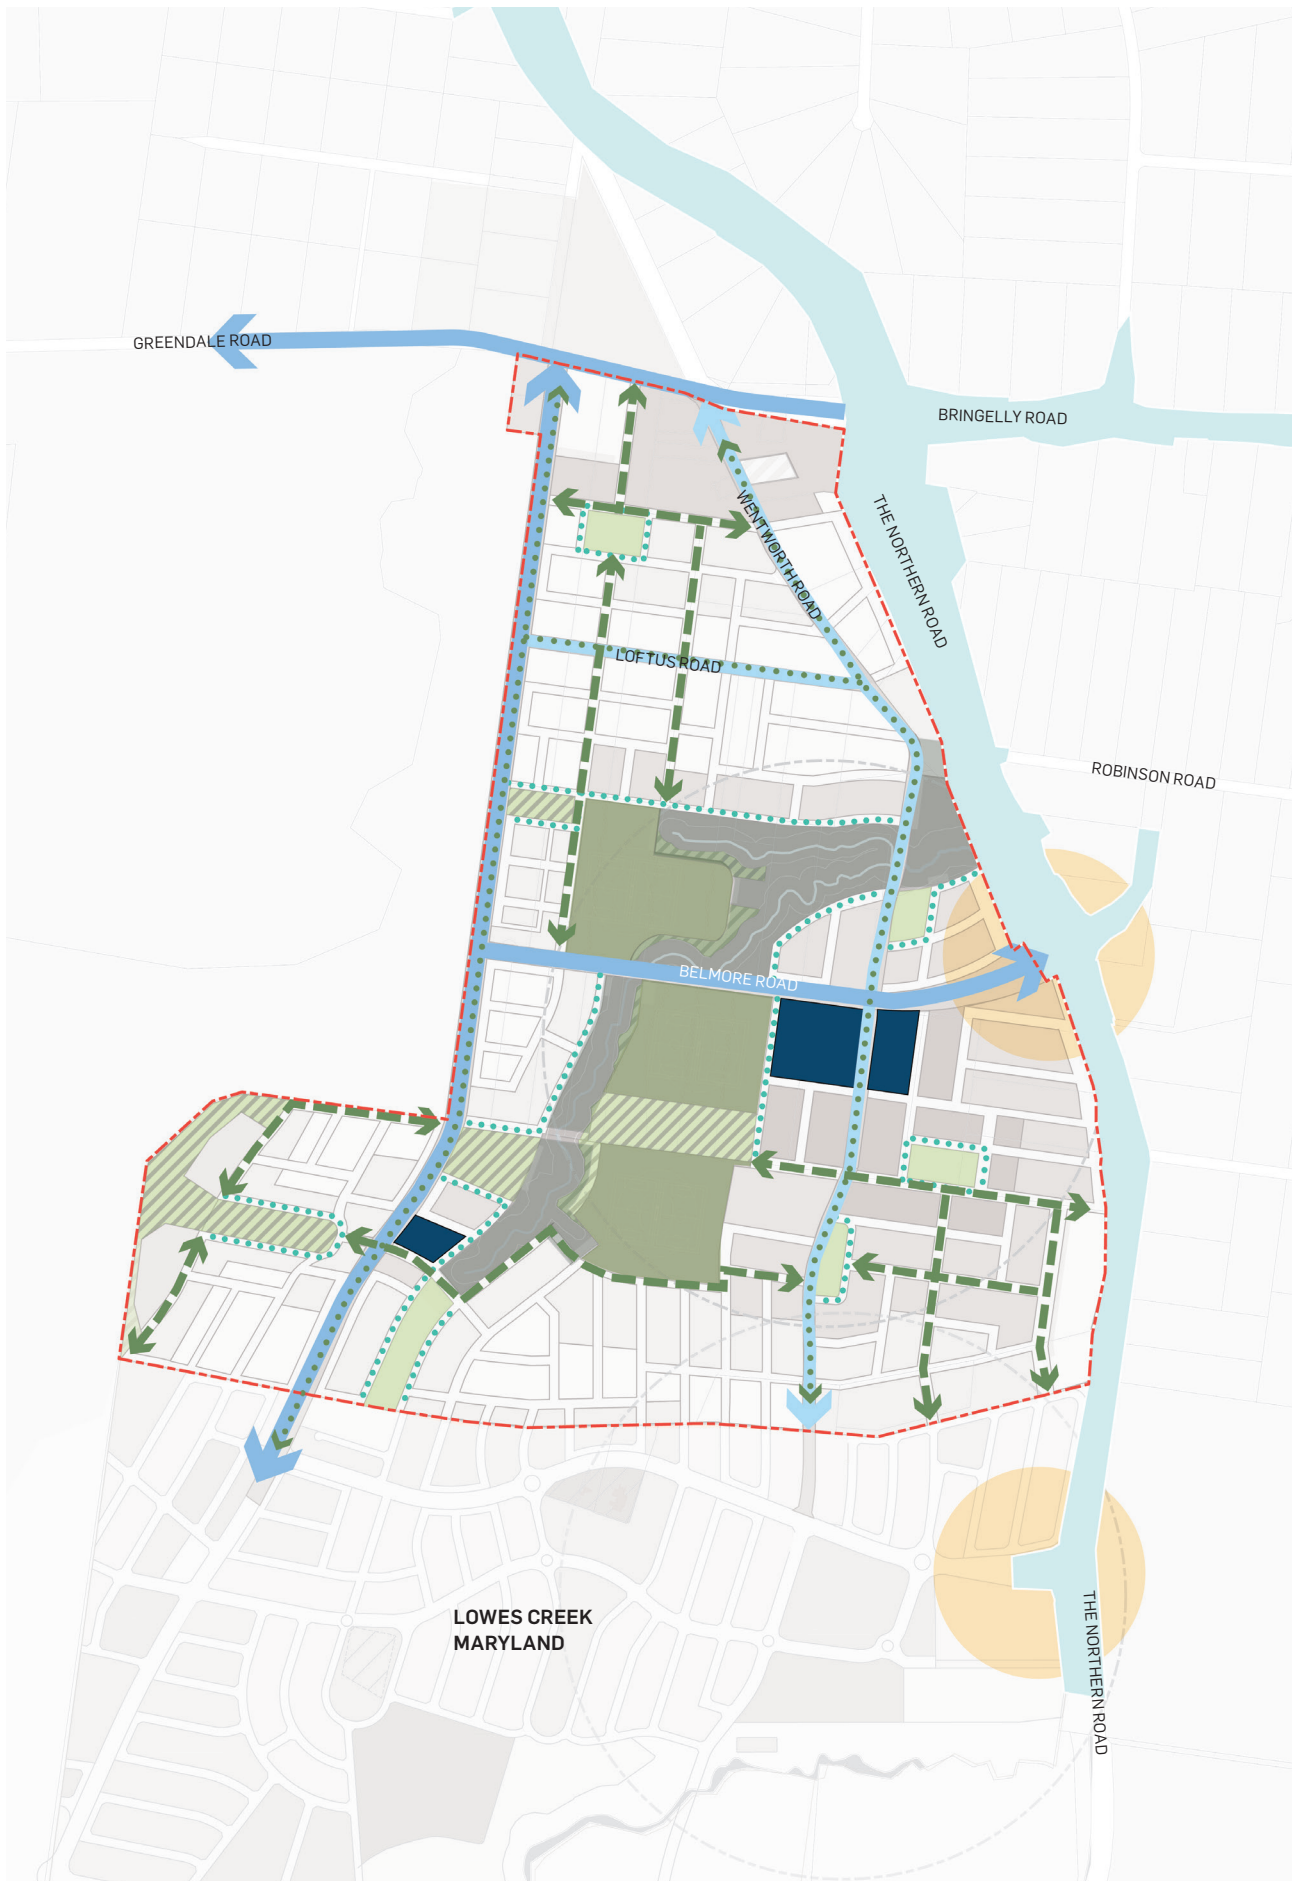 GREENDALE ROAD
BRINGELLY ROAD
WENTWORTH ROAD
THE NORTHERN ROAD
LOFTUS ROAD
ROBINSON ROAD
BELMORE ROAD
LOWES CREEK
MARYLAND
THE NORTHERN ROAD